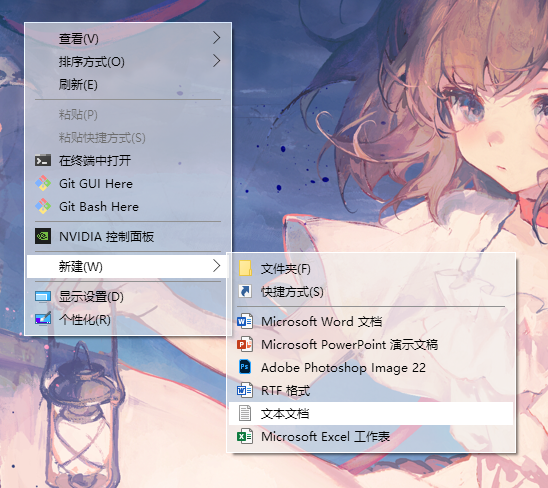 查看(V)
排序方式(O)
刷新(E)
粘贴(P)
粘贴快捷方式(S)
在终端中打开
Git GUI Here
Git Bash Here
NVIDIA 控制面板
新建(W)
显示设置(D)
个性化(R)
文件夹(F)
快捷方式(S)
Microsoft Word 文档
Microsoft PowerPoint 演示文稿
Adobe Photoshop Image 22
RTF 格式
文本文档
Microsoft Excel 工作表